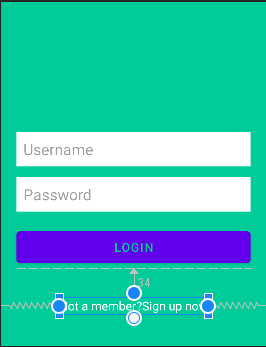 Username
Password
LOGIN
34
ot a member?Sign up no